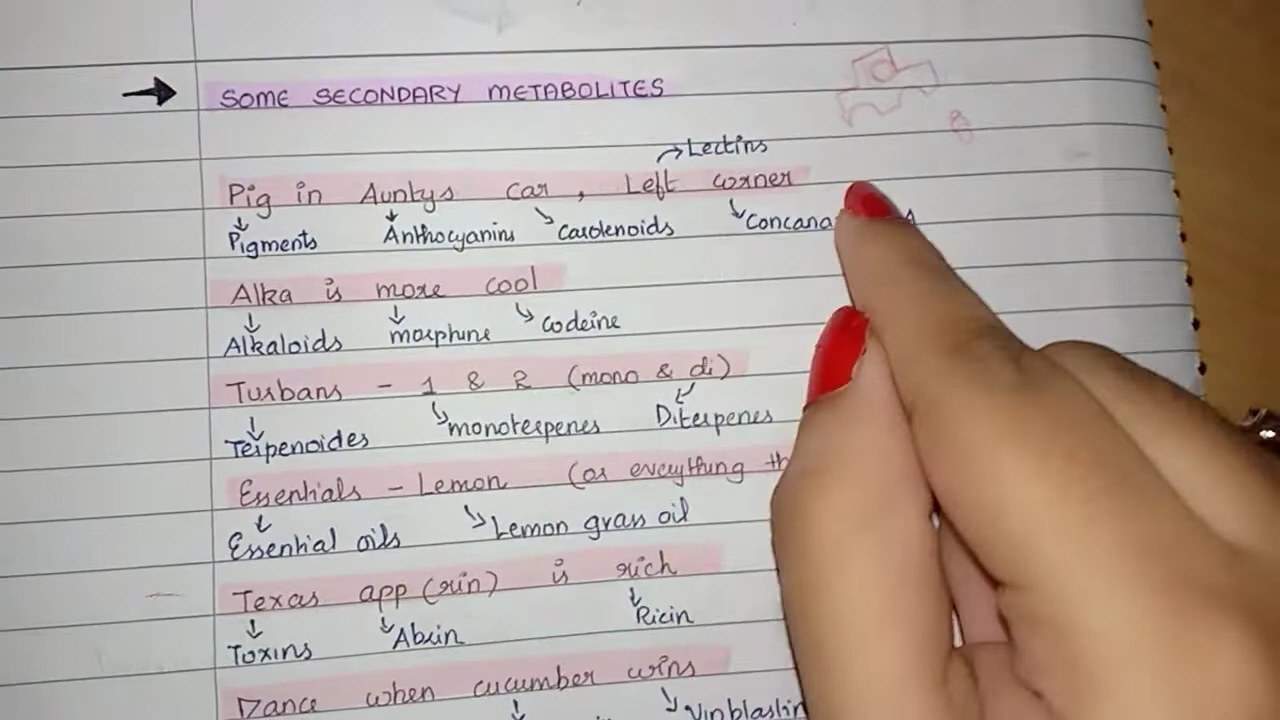 SOME SECONDARY METABOLITES
Lectins
Pig in Auntys car, Left corner
Pigments Anthocyanins Carotenoids Concana A
Alka is more cool
Alkaloids morphine Codeine
Turbans - 1 & 2 (mono & di)
Terpenoides monoterpenes Diterpenes
Essentials - Lemon (or everything th
Essential oils Lemon grass oil
Texas app (rin) is rich
Toxins Abrin Ricin
Dance when cucumber wins
Vinblastin